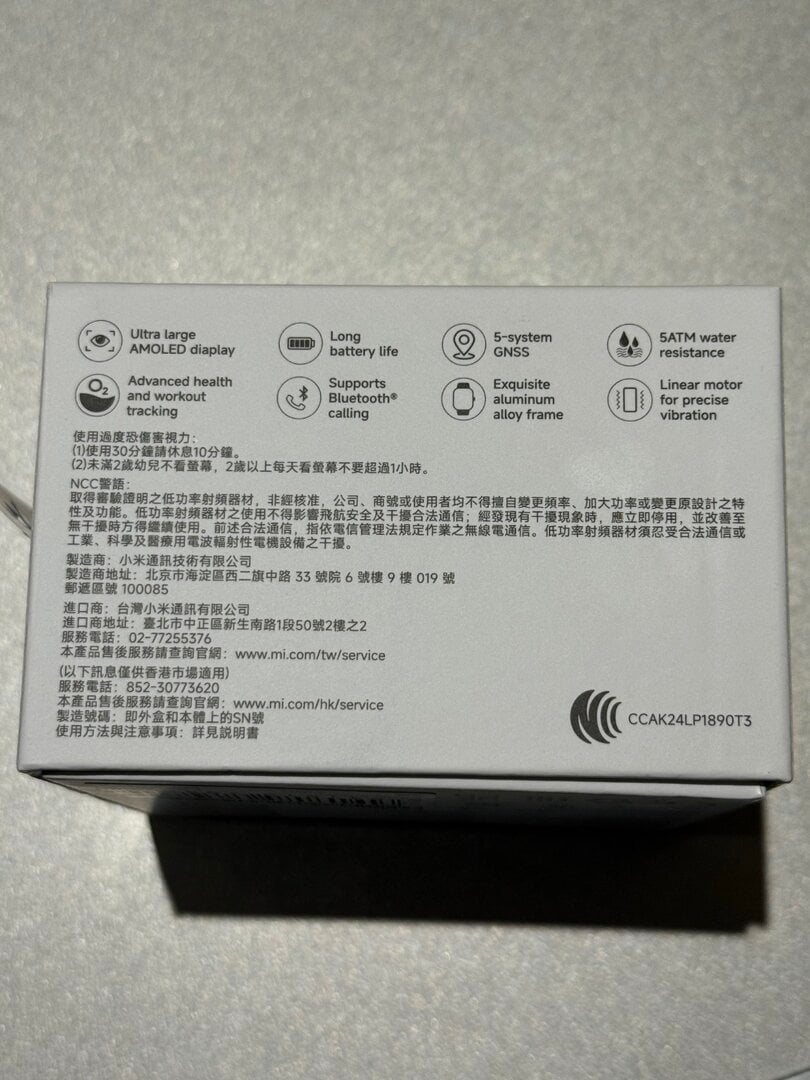 Ultra large
AMOLED diaplay
Long
battery life
5-system
GNSS
5ATM water
resistance
O2
Advanced health
and workout
tracking
Supports
Bluetooth®
calling
Exquisite
aluminum
alloy frame
Linear motor
for precise
vibration
使用過度恐傷害視力：
(1)使用30分鐘請休息10分鐘。
(2)未滿2歲幼兒不看螢幕，2歲以上每天看螢幕不要超過1小時。
NCC警語：
取得審驗證明之低功率射頻器材，非經核准，公司、商號或使用者均不得擅自變更頻率、加大功率或變更原設計之特
性及功能。低功率射頻器材之使用不得影響飛航安全及干擾合法通信；經發現有干擾現象時，應立即停用，並改善至
無干擾時方得繼續使用。前述合法通信，指依電信管理法規定作業之無線電通信。低功率射頻器材須忍受合法通信或
工業、科學及醫療用電波輻射性電機設備之干擾。
製造商：小米通訊技術有限公司
製造商地址：北京市海淀區西二旗中路 33 號院 6 號樓 9 樓 019 號
郵遞區號 100085
進口商：台灣小米通訊有限公司
進口商地址：臺北市中正區新生南路1段50號2樓之2
服務電話：02-77255376
本產品售後服務請查詢官網：www.mi.com/tw/service
(以下訊息僅供香港市場適用)
服務電話：852-30773620
本產品售後服務請查詢官網：www.mi.com/hk/service
製造號碼：即外盒和本體上的SN號
使用方法與注意事項：詳見説明書
CCAK24LP1890T3